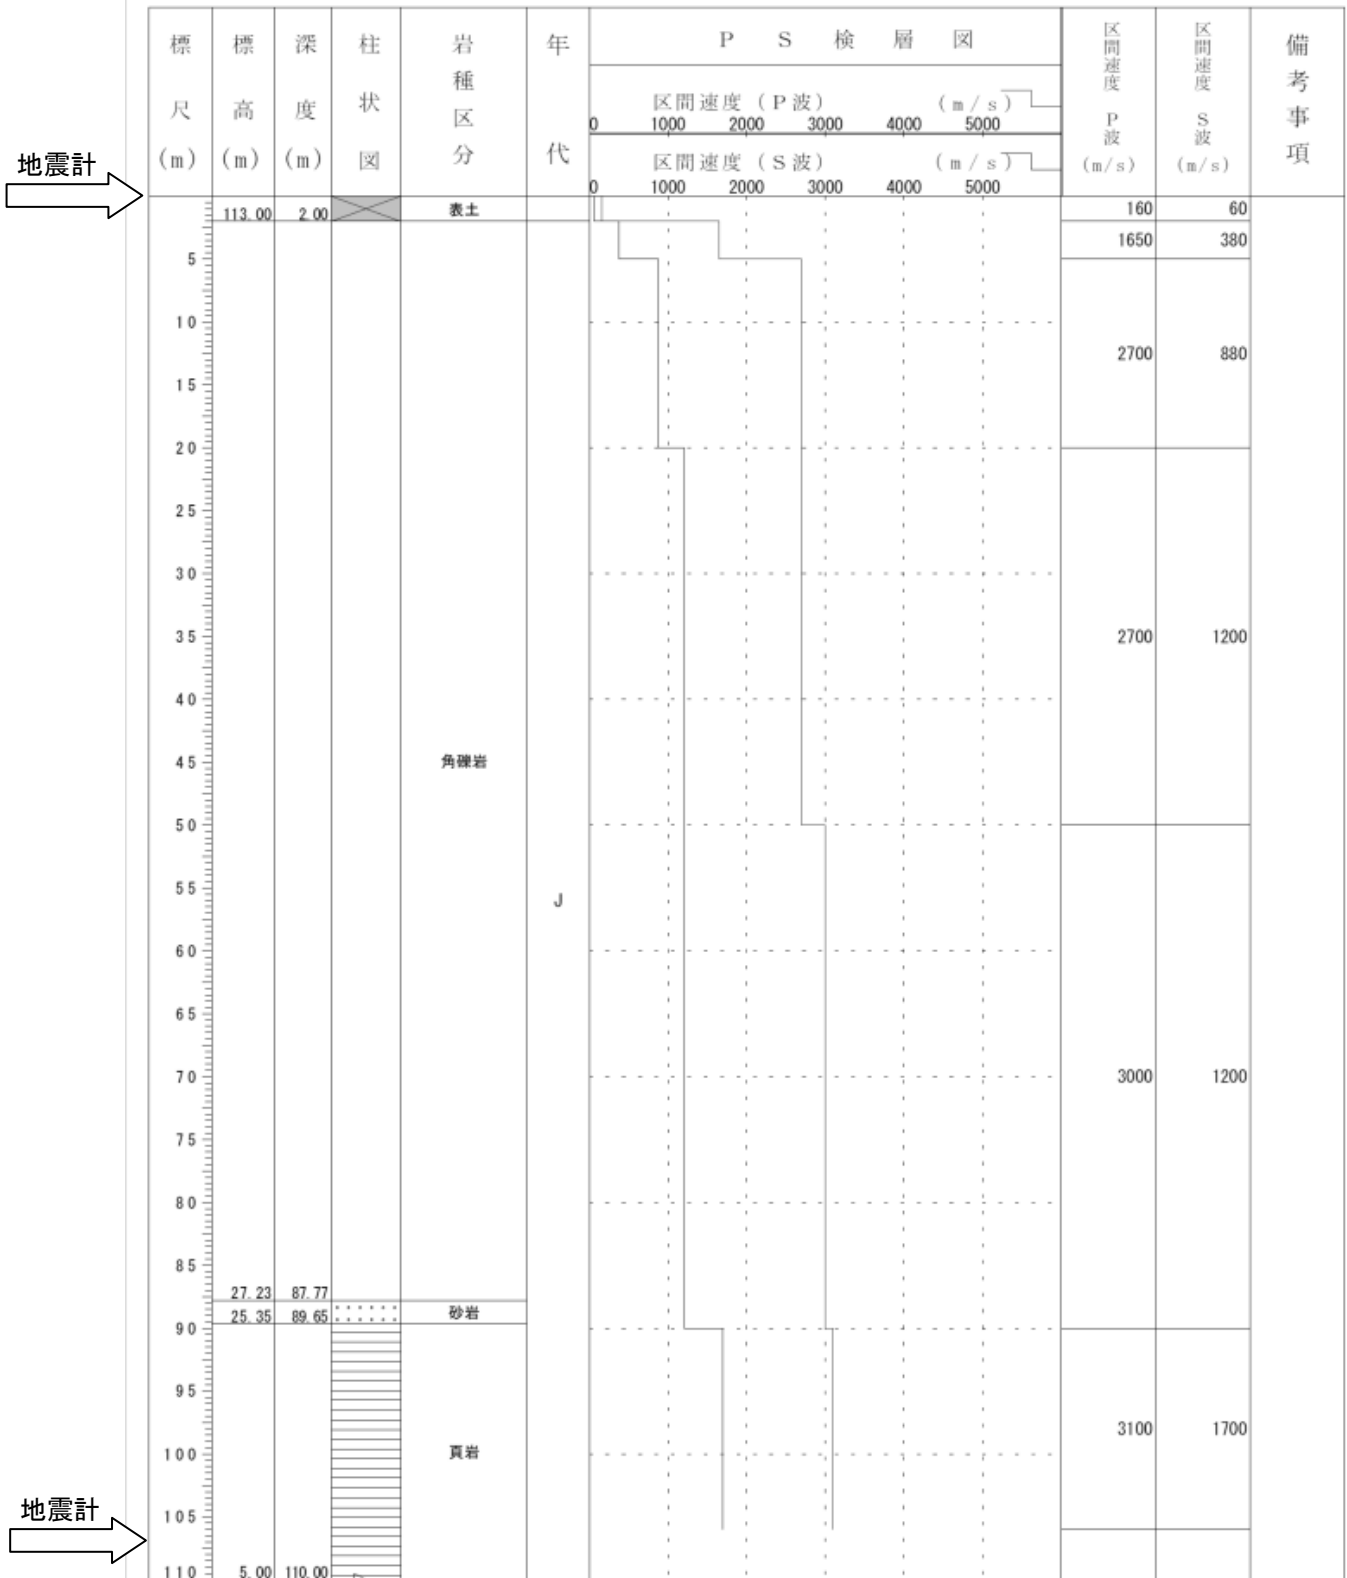 標尺(m)
標高(m)
深度(m)
柱状図
岩種区分
年代
PS検層図
区間速度(P波) (m/s)
0 1000 2000 3000 4000 5000
区間速度(S波) (m/s)
0 1000 2000 3000 4000 5000
区間速度 P波 (m/s)
区間速度 S波 (m/s)
備考事項
地震計
113.00 2.00 表土 160 60
1650 380
5
10
2700 880
15
20
25
30
35 2700 1200
40
45 角礫岩
50
55
J
60
65
70 3000 1200
75
80
85
27.23 87.77
25.35 89.65 砂岩
90
95
3100 1700
100 頁岩
地震計
105
110 5.00 110.00